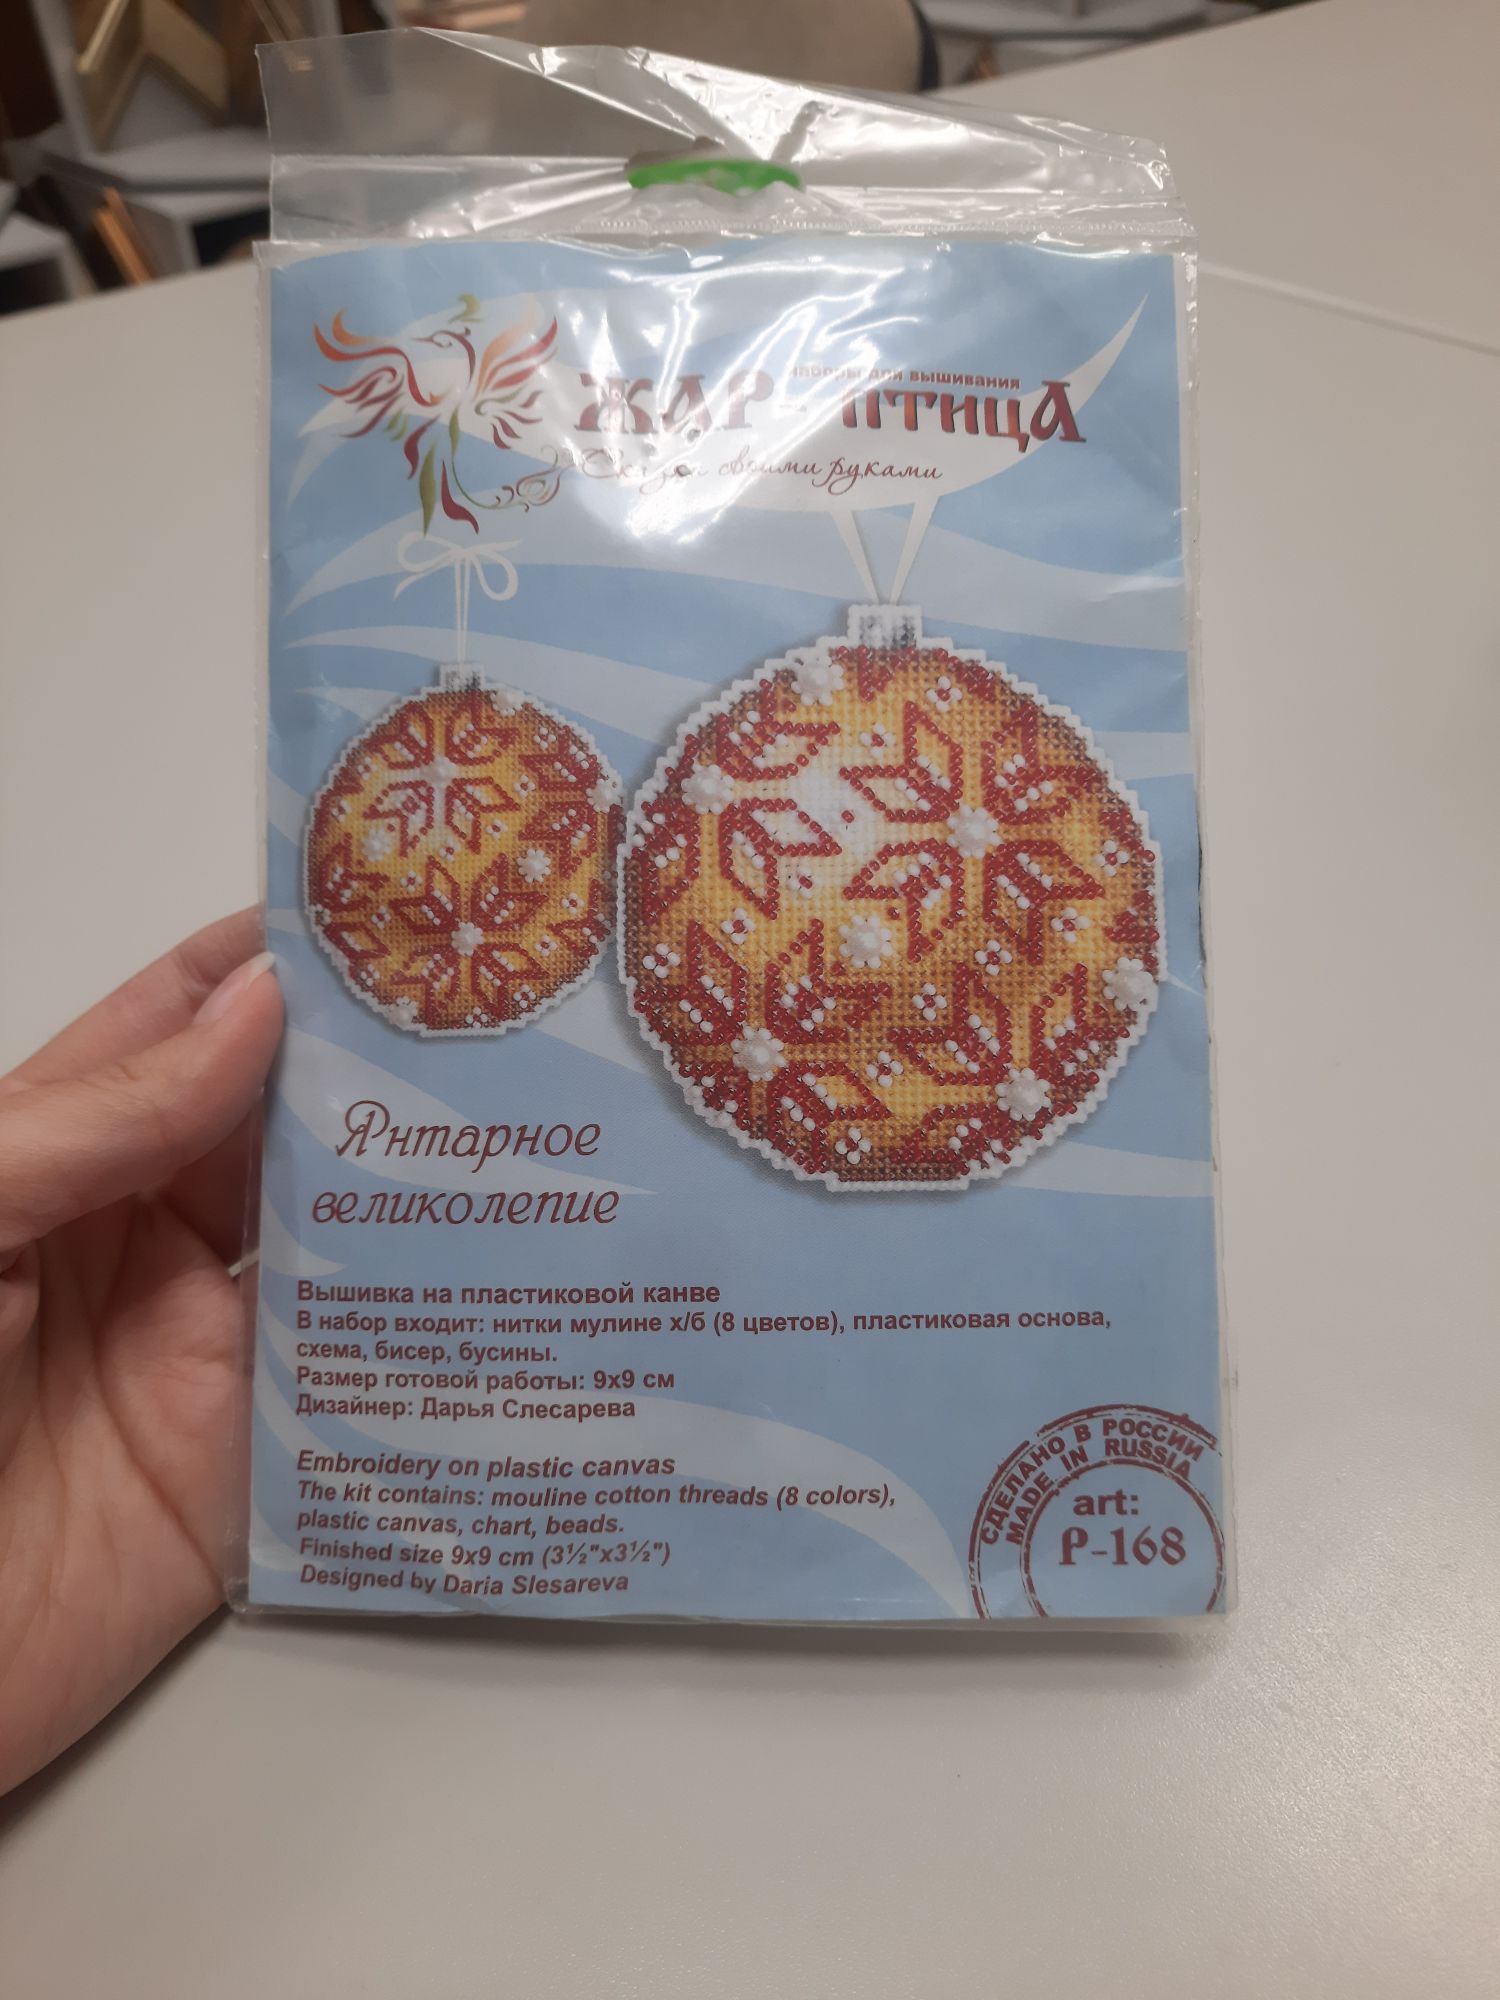 наборы для вышивания
ЖАР-ПТИЦА
Сказки своими руками
Янтарное
великолепие
Вышивка на пластиковой канве
В набор входит: нитки мулине х/б (8 цветов), пластиковая основа,
схема, бисер, бусины.
Размер готовой работы: 9х9 см
Дизайнер: Дарья Слесарева
Embroidery on plastic canvas
The kit contains: mouline cotton threads (8 colors),
plastic canvas, chart, beads.
Finished size 9x9 cm (3½"x3½")
Designed by Daria Slesareva
СДЕЛАНО В РОССИИ
MADE IN RUSSIA
art:
Р-168